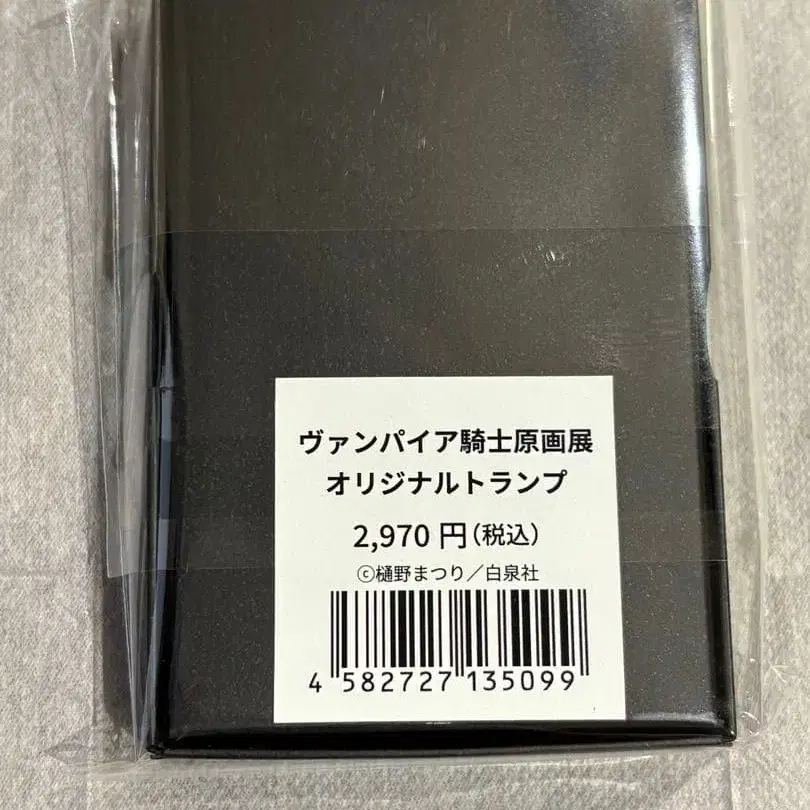 ヴァンパイア騎士原画展
オリジナルトランプ
2,970 円(税込)
©樋野まつり／白泉社
4 582727 135099